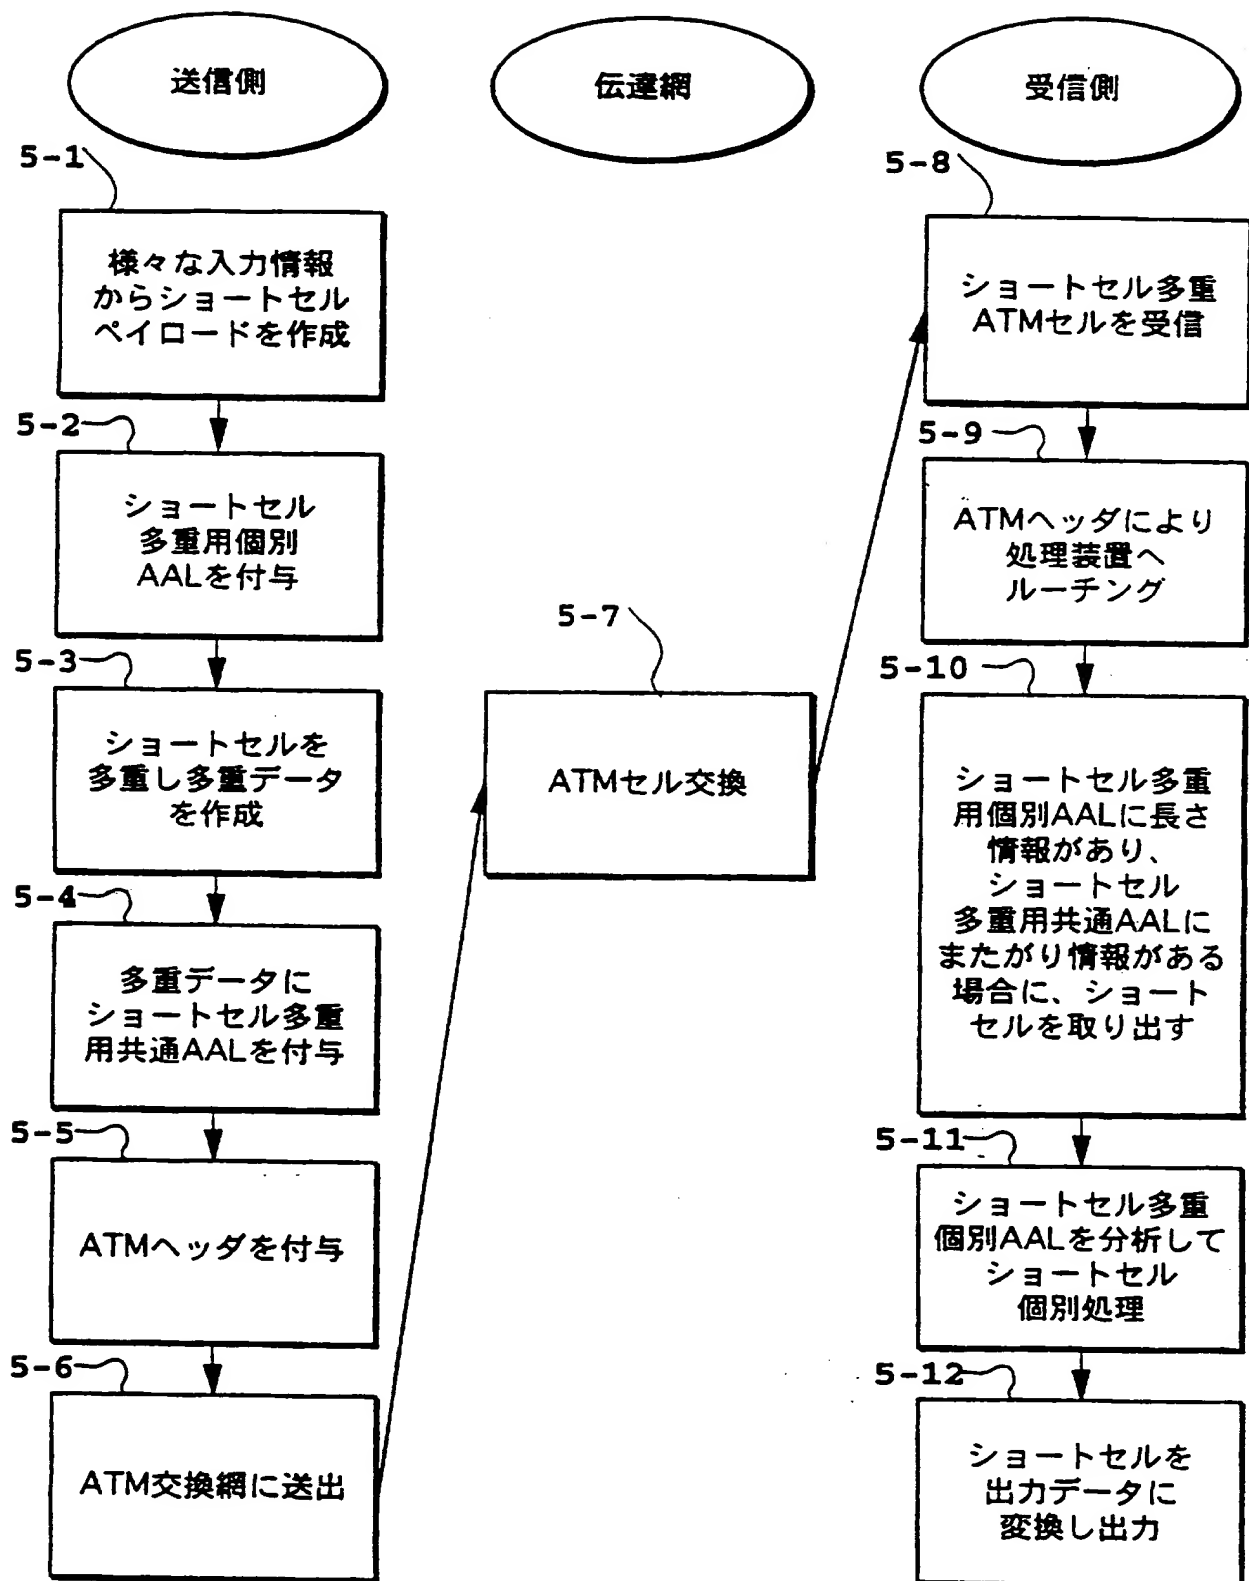 送信側
伝達網
受信側
5-1
様々な入力情報
からショートセル
ペイロードを作成
5-2
ショートセル
多重用個別
AALを付与
5-3
ショートセルを
多重し多重データ
を作成
5-4
多重データに
ショートセル多重
用共通AALを付与
5-5
ATMヘッダを付与
5-6
ATM交換網に送出
5-7
ATMセル交換
5-8
ショートセル多重
ATMセルを受信
5-9
ATMヘッダにより
処理装置へ
ルーチング
5-10
ショートセル多重
用個別AALに長さ
情報があり、
ショートセル
多重用共通AALに
またがり情報がある
場合に、ショート
セルを取り出す
5-11
ショートセル多重
個別AALを分析して
ショートセル
個別処理
5-12
ショートセルを
出力データに
変換し出力